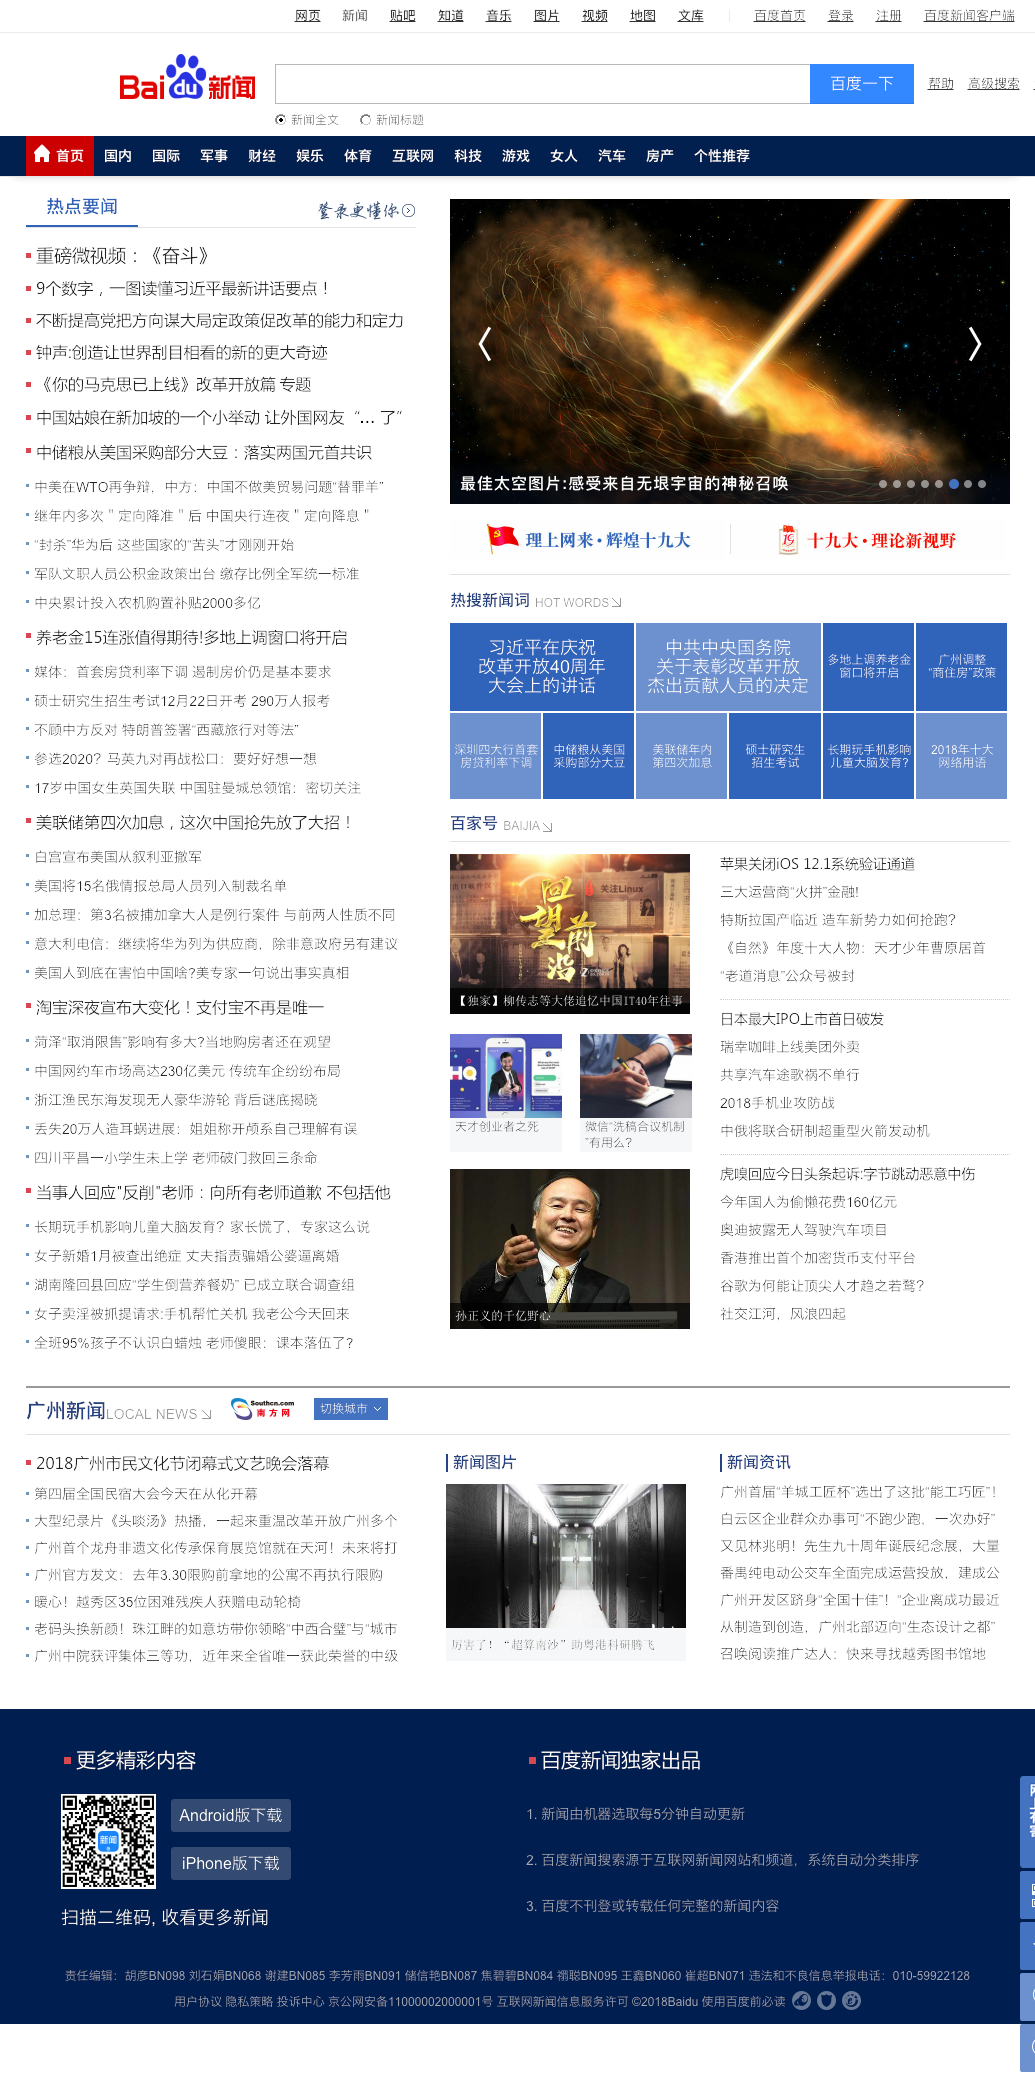 网页 新闻 贴吧 知道 音乐 图片 视频 地图 文库 百度首页 登录 注册 百度新闻客户端
Bai du 新闻 百度一下 帮助 高级搜索
新闻全文 新闻标题
首页 国内 国际 军事 财经 娱乐 体育 互联网 科技 游戏 女人 汽车 房产 个性推荐
热点要闻 登录更懂你
重磅微视频：《奋斗》
9个数字，一图读懂习近平最新讲话要点！
不断提高党把方向谋大局定政策促改革的能力和定力
钟声:创造让世界刮目相看的新的更大奇迹
《你的马克思已上线》改革开放篇 专题
中国姑娘在新加坡的一个小举动 让外国网友“... 了“
中储粮从美国采购部分大豆：落实两国元首共识
中美在WTO再争辩，中方：中国不做美贸易问题“替罪羊”
继年内多次＂定向降准＂后 中国央行连夜＂定向降息＂
“封杀”华为后 这些国家的“苦头”才刚刚开始
军队文职人员公积金政策出台 缴存比例全军统一标准
中央累计投入农机购置补贴2000多亿
养老金15连涨值得期待!多地上调窗口将开启
媒体：首套房贷利率下调 遏制房价仍是基本要求
硕士研究生招生考试12月22日开考 290万人报考
不顾中方反对 特朗普签署“西藏旅行对等法”
参选2020？马英九对再战松口：要好好想一想
17岁中国女生英国失联 中国驻曼城总领馆：密切关注
美联储第四次加息，这次中国抢先放了大招！
白宫宣布美国从叙利亚撤军
美国将15名俄情报总局人员列入制裁名单
加总理：第3名被捕加拿大人是例行案件 与前两人性质不同
意大利电信：继续将华为列为供应商，除非意政府另有建议
美国人到底在害怕中国啥?美专家一句说出事实真相
淘宝深夜宣布大变化！支付宝不再是唯一
菏泽“取消限售”影响有多大?当地购房者还在观望
中国网约车市场高达230亿美元 传统车企纷纷布局
浙江渔民东海发现无人豪华游轮 背后谜底揭晓
丢失20万人造耳蜗进展：姐姐称开颅系自己理解有误
四川平昌一小学生未上学 老师破门救回三条命
当事人回应"反削"老师：向所有老师道歉 不包括他
长期玩手机影响儿童大脑发育？家长慌了，专家这么说
女子新婚1月被查出绝症 丈夫指责骗婚公婆逼离婚
湖南隆回县回应“学生倒营养餐奶” 已成立联合调查组
女子卖淫被抓提请求:手机帮忙关机 我老公今天回来
全班95%孩子不认识白蜡烛 老师傻眼：课本落伍了?
最佳太空图片:感受来自无垠宇宙的神秘召唤
理上网来·辉煌十九大 十九大·理论新视野
热搜新闻词 HOT WORDS
习近平在庆祝
改革开放40周年
大会上的讲话
中共中央国务院
关于表彰改革开放
杰出贡献人员的决定
多地上调养老金
窗口将开启
广州调整
“商住房”政策
深圳四大行首套
房贷利率下调
中储粮从美国
采购部分大豆
美联储年内
第四次加息
硕士研究生
招生考试
长期玩手机影响
儿童大脑发育?
2018年十大
网络用语
百家号 BAIJIA
回望前沿
关注Linux
【独家】柳传志等大佬追忆中国IT40年往事
HQ
天才创业者之死
微信“洗稿合议机制
”有用么？
孙正义的千亿野心
苹果关闭iOS 12.1系统验证通道
三大运营商“火拼”金融!
特斯拉国产临近 造车新势力如何抢跑?
《自然》年度十大人物：天才少年曹原居首
“老道消息”公众号被封
日本最大IPO上市首日破发
瑞幸咖啡上线美团外卖
共享汽车途歌祸不单行
2018手机业攻防战
中俄将联合研制超重型火箭发动机
虎嗅回应今日头条起诉:字节跳动恶意中伤
今年国人为偷懒花费160亿元
奥迪披露无人驾驶汽车项目
香港推出首个加密货币支付平台
谷歌为何能让顶尖人才趋之若鹜?
社交江河，风浪四起
广州新闻LOCAL NEWS Southcn.com 南方网 切换城市
2018广州市民文化节闭幕式文艺晚会落幕
第四届全国民宿大会今天在从化开幕
大型纪录片《头啖汤》热播，一起来重温改革开放广州多个
广州首个龙舟非遗文化传承保育展览馆就在天河！未来将打
广州官方发文：去年3.30限购前拿地的公寓不再执行限购
暖心！越秀区35位困难残疾人获赠电动轮椅
老码头换新颜！珠江畔的如意坊带你领略“中西合璧”与“城市
广州中院获评集体三等功，近年来全省唯一获此荣誉的中级
新闻图片
厉害了！“超算南沙”助粤港科研腾飞
新闻资讯
广州首届“羊城工匠杯”选出了这批“能工巧匠”！
白云区企业群众办事可“不跑少跑，一次办好”
又见林兆明！先生九十周年诞辰纪念展，大量
番禺纯电动公交车全面完成运营投放，建成公
广州开发区跻身“全国十佳”！“企业离成功最近
从制造到创造，广州北部迈向“生态设计之都”
召唤阅读推广达人：快来寻找越秀图书馆地
更多精彩内容
新闻
Android版下载
iPhone版下载
扫描二维码, 收看更多新闻
百度新闻独家出品
1. 新闻由机器选取每5分钟自动更新
2. 百度新闻搜索源于互联网新闻网站和频道，系统自动分类排序
3. 百度不刊登或转载任何完整的新闻内容
责任编辑：胡彦BN098 刘石娟BN068 谢建BN085 李芳雨BN091 储信艳BN087 焦碧碧BN084 禤聪BN095 王鑫BN060 崔超BN071 违法和不良信息举报电话：010-59922128
用户协议 隐私策略 投诉中心 京公网安备11000002000001号 互联网新闻信息服务许可 ©2018Baidu 使用百度前必读